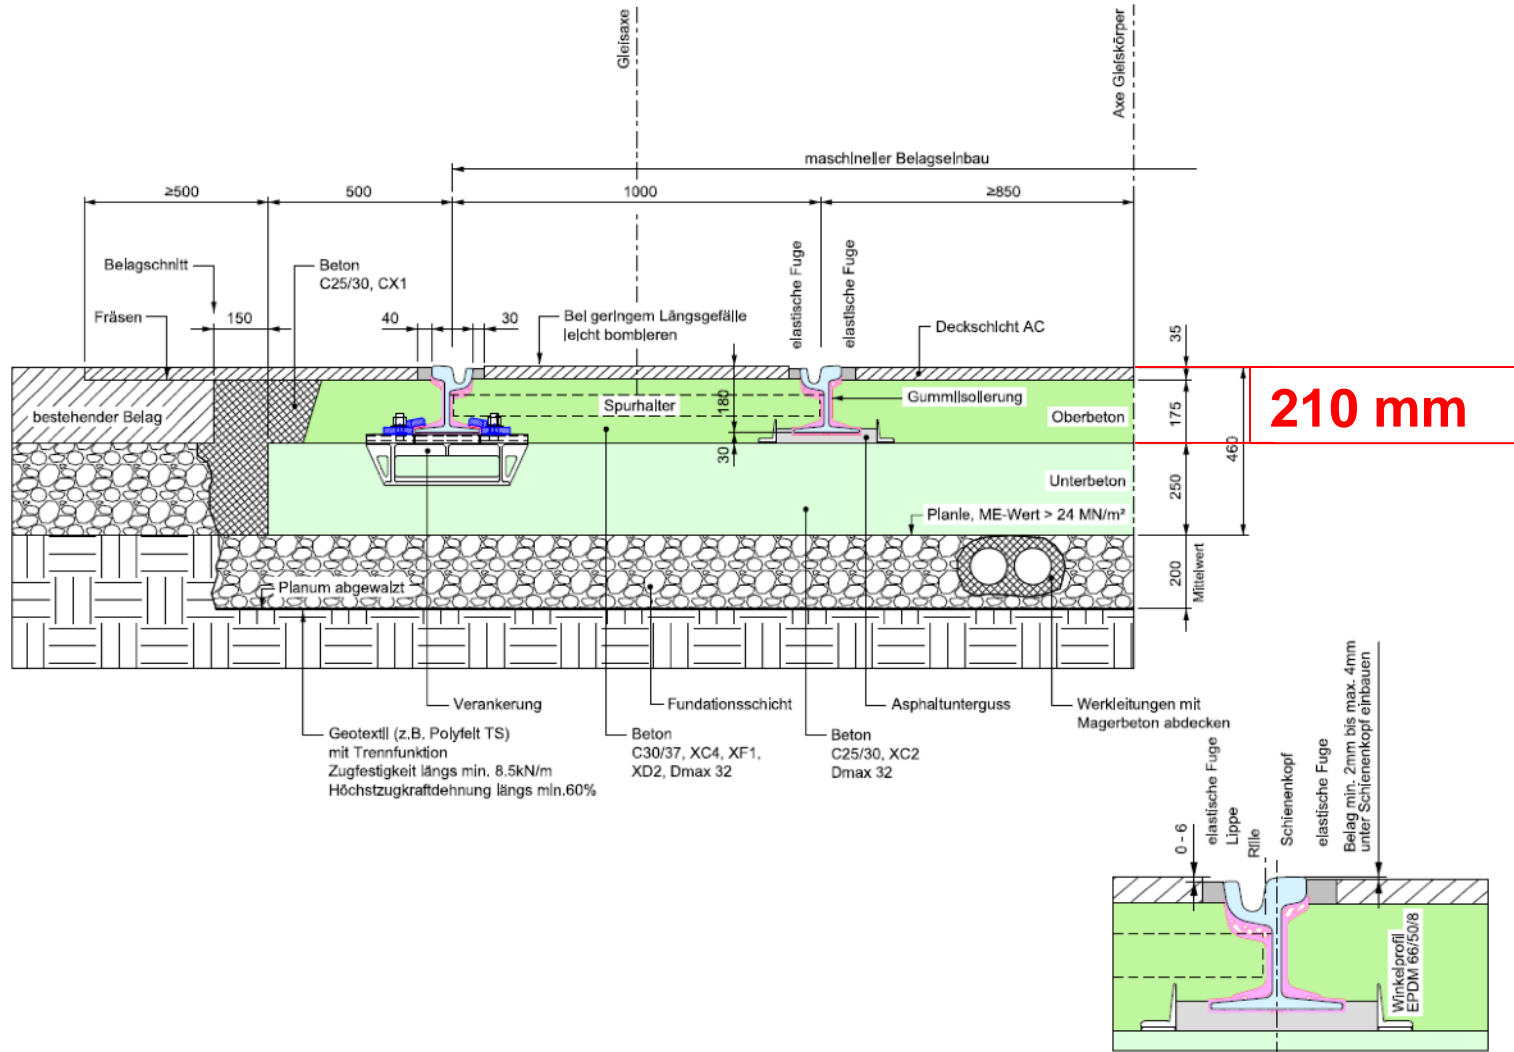 Gleisaxe
Axe Gleiskörper
maschineller Belagseinbau
≥500
500
1000
≥850
Belagschnitt
Beton
C25/30, CX1
elastische Fuge
elastische Fuge
Fräsen
150
40
30
Bei geringem Längsgefälle
leicht bombieren
Deckschicht AC
35
bestehender Belag
Spurhalter
180
Gummiisolierung
Oberbeton
175
210 mm
30
460
Unterbeton
250
Planie, ME-Wert > 24 MN/m²
Planum abgewalzt
200
Mittelwert
Verankerung
Fundationsschicht
Asphaltunterguss
Werkleitungen mit
Magerbeton abdecken
Geotextil (z.B. Polyfelt TS)
mit Trennfunktion
Zugfestigkeit längs min. 8.5kN/m
Höchstzugkraftdehnung längs min.60%
Beton
C30/37, XC4, XF1,
XD2, Dmax 32
Beton
C25/30, XC2
Dmax 32
0 - 6
elastische Fuge
Lippe
Rille
Schienenkopf
elastische Fuge
Belag min. 2mm bis max. 4mm
unter Schienenkopf einbauen
Winkelprofil
EPDM 66/50/8